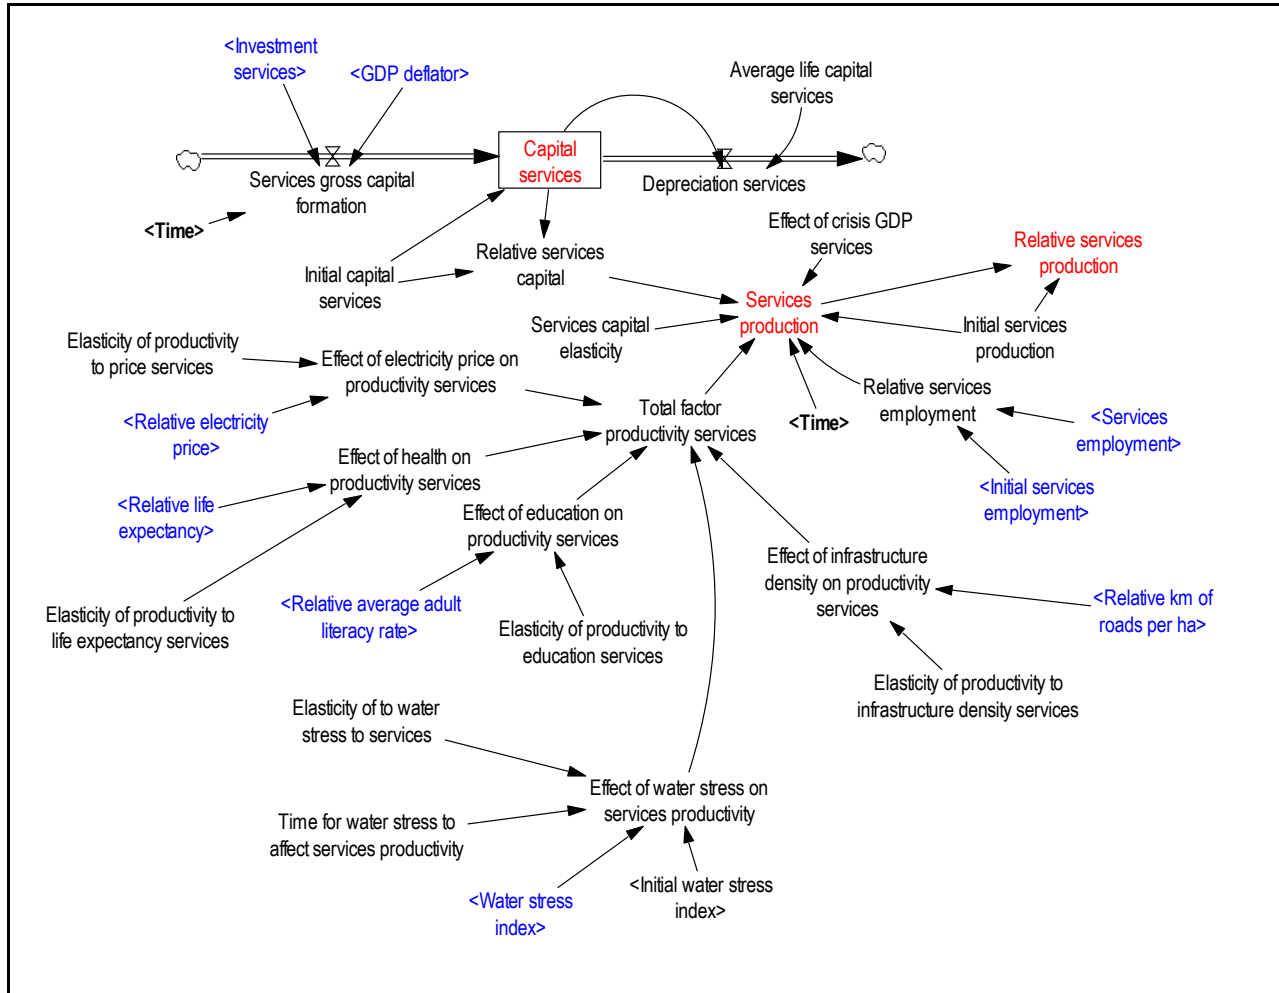 <Investment
services>
<GDP deflator>
Average life capital
services
Capital
services
Services gross capital
formation
Depreciation services
<Time>
Effect of crisis GDP
services
Relative services
production
Initial capital
services
Relative services
capital
Services
production
Services capital
elasticity
Initial services
production
Elasticity of productivity
to price services
Effect of electricity price on
productivity services
Relative services
employment
<Relative electricity
price>
Total factor
productivity services
<Time>
<Services
employment>
Effect of health on
productivity services
<Relative life
expectancy>
<Initial services
employment>
Effect of education on
productivity services
Effect of infrastructure
density on productivity
services
Elasticity of productivity to
life expectancy services
<Relative average adult
literacy rate>
Elasticity of productivity to
education services
<Relative km of
roads per ha>
Elasticity of productivity to
infrastructure density services
Elasticity of to water
stress to services
Effect of water stress on
services productivity
Time for water stress to
affect services productivity
<Water stress
index>
<Initial water stress
index>